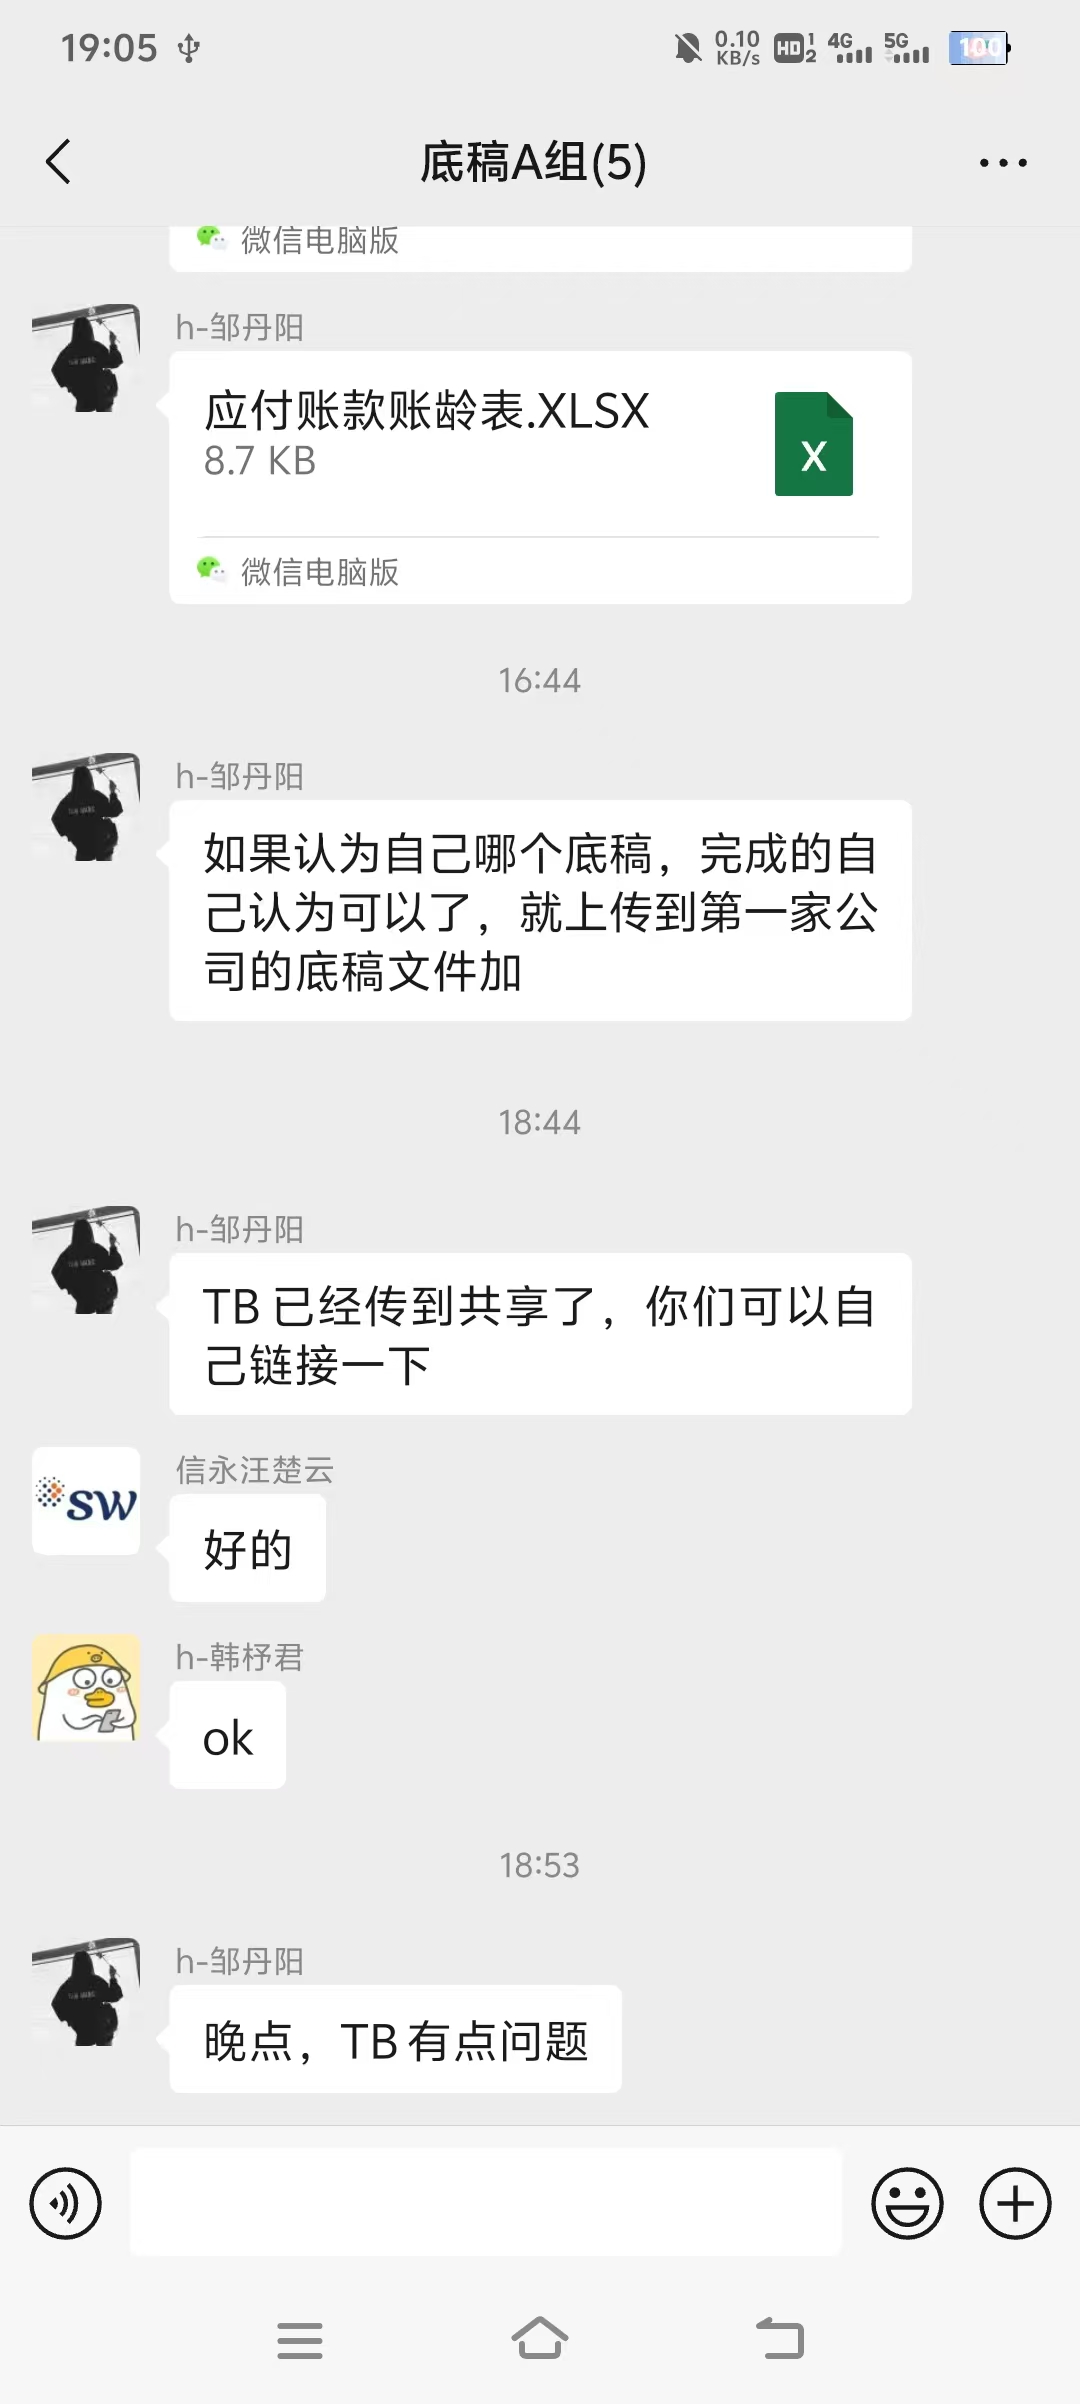 19:05
0.10
KB/s
HD 1
2
4G
5G
100
底稿A组(5)
微信电脑版
h-邹丹阳
应付账款账龄表.XLSX
8.7 KB
X
微信电脑版
16:44
h-邹丹阳
如果认为自己哪个底稿，完成的自
己认为可以了，就上传到第一家公
司的底稿文件加
18:44
h-邹丹阳
TB已经传到共享了，你们可以自
己链接一下
SW
信永汪楚云
好的
h-韩杼君
ok
18:53
h-邹丹阳
晚点，TB有点问题